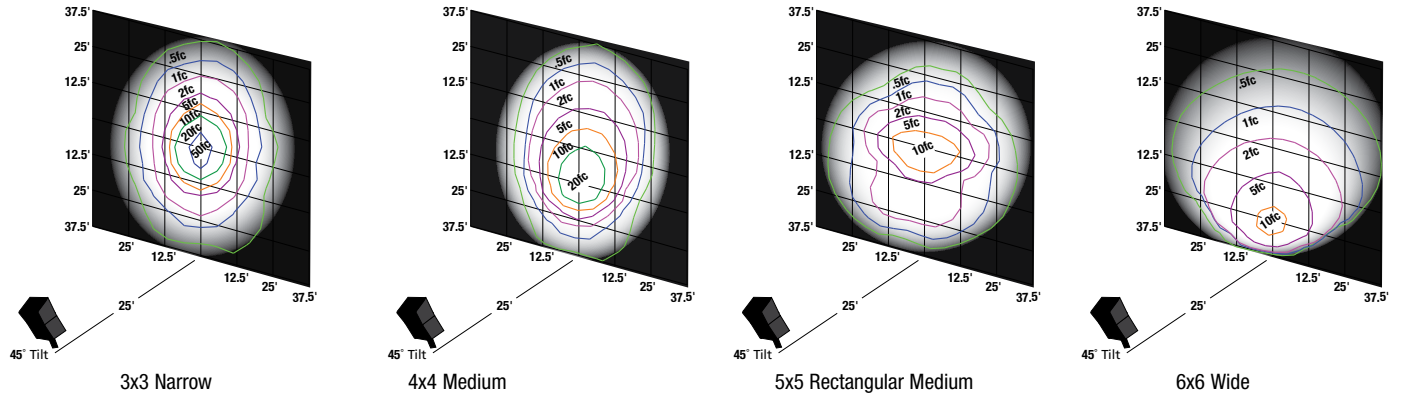 37.5'
25'
12.5'
12.5'
25'
37.5'
.5fc
1fc
2fc
5fc
10fc
20fc
50fc
25'
12.5'
12.5'
25'
37.5'
25'
45° Tilt
3x3 Narrow
37.5'
25'
12.5'
12.5'
25'
37.5'
.5fc
1fc
2fc
5fc
10fc
20fc
25'
12.5'
12.5'
25'
37.5'
25'
45° Tilt
4x4 Medium
37.5'
25'
12.5'
12.5'
25'
37.5'
.5fc
1fc
2fc
5fc
10fc
25'
12.5'
12.5'
25'
37.5'
25'
45° Tilt
5x5 Rectangular Medium
37.5'
25'
12.5'
12.5'
25'
37.5'
.5fc
1fc
2fc
5fc
10fc
25'
12.5'
12.5'
25'
37.5'
25'
45° Tilt
6x6 Wide